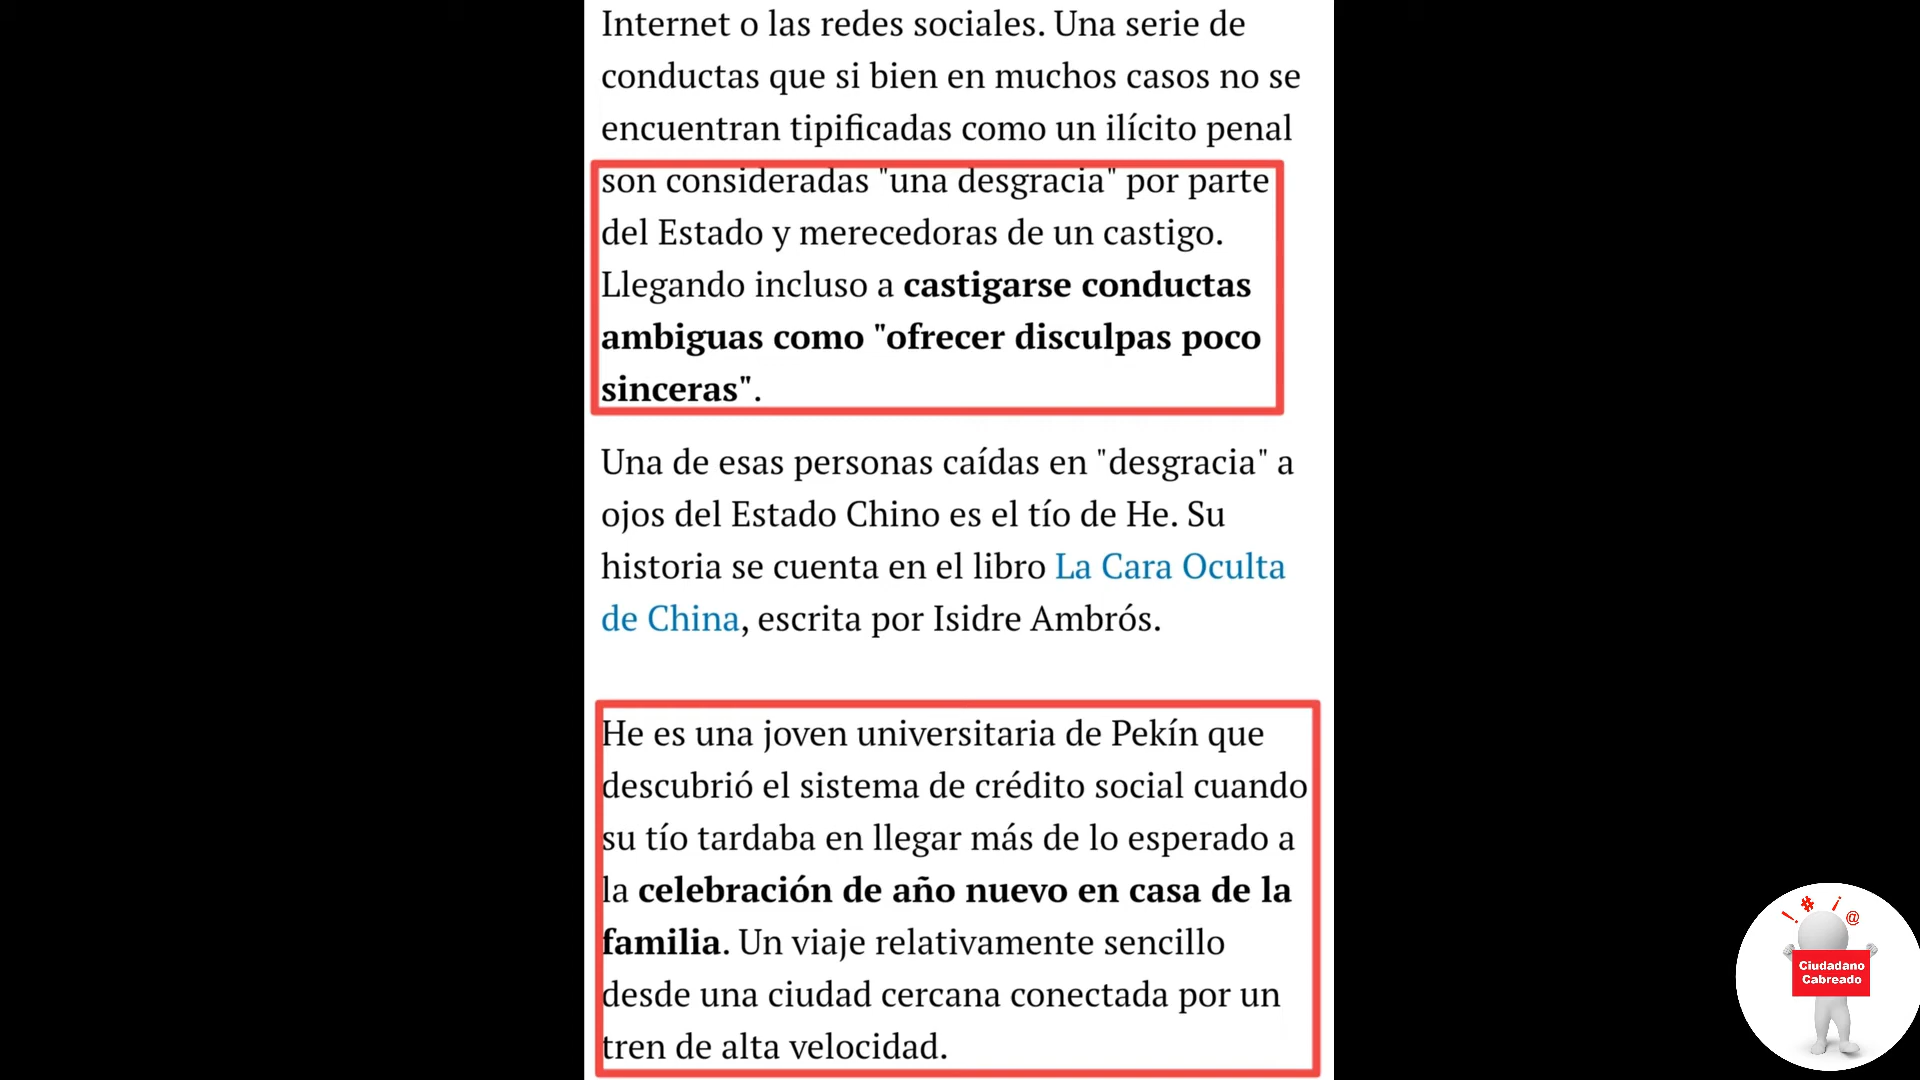 Internet o las redes sociales. Una serie de
conductas que si bien en muchos casos no se
encuentran tipificadas como un ilícito penal
son consideradas "una desgracia" por parte
del Estado y merecedoras de un castigo.
Llegando incluso a castigarse conductas
ambiguas como "ofrecer disculpas poco
sinceras".
Una de esas personas caídas en "desgracia" a
ojos del Estado Chino es el tío de He. Su
historia se cuenta en el libro La Cara Oculta
de China, escrita por Isidre Ambrós.
He es una joven universitaria de Pekín que
descubrió el sistema de crédito social cuando
su tío tardaba en llegar más de lo esperado a
la celebración de año nuevo en casa de la
familia. Un viaje relativamente sencillo
desde una ciudad cercana conectada por un
tren de alta velocidad.
! # ¡ @
Ciudadano
Cabreado